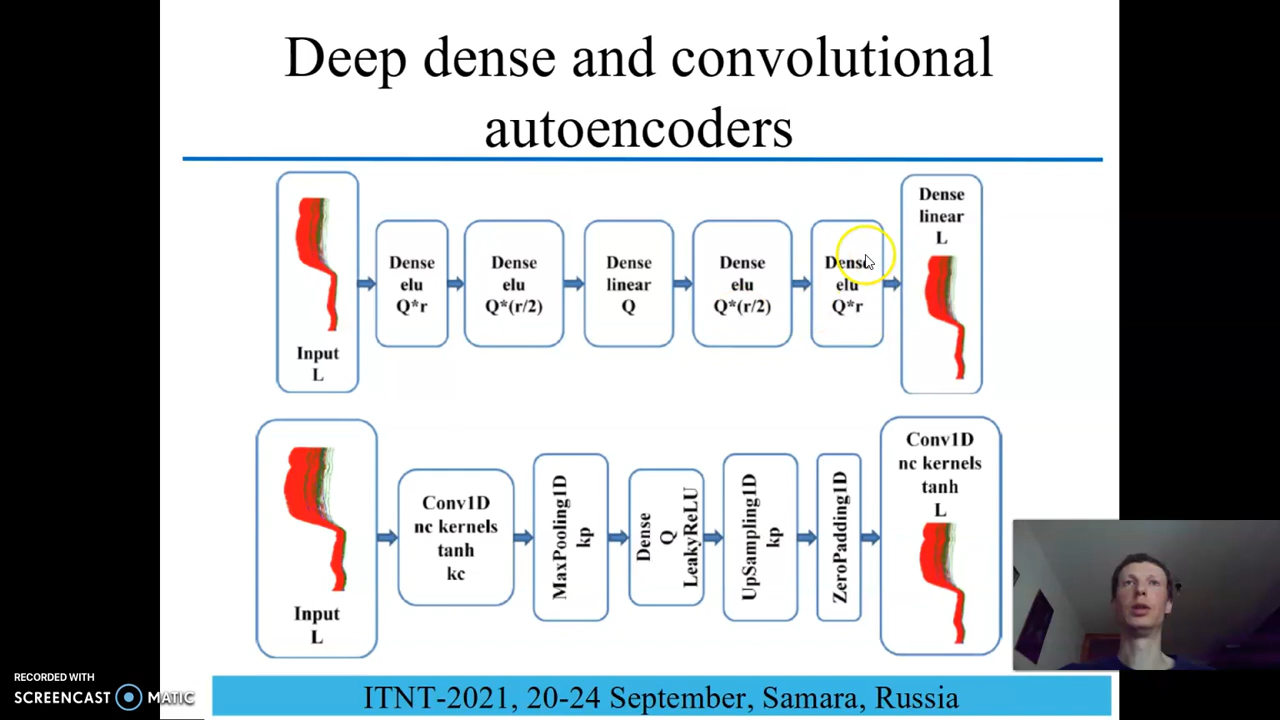 Deep dense and convolutional
autoencoders
Input
L
Dense
elu
Q*r
Dense
elu
Q*(r/2)
Dense
linear
Q
Dense
elu
Q*(r/2)
Dense
elu
Q*r
Dense
linear
L
Input
L
Conv1D
nc kernels
tanh
kc
MaxPooling1D
kp
Dense
Q
LeakyReLU
UpSampling1D
kp
ZeroPadding1D
Conv1D
nc kernels
tanh
L
RECORDED WITH
SCREENCAST MATIC
ITNT-2021, 20-24 September, Samara, Russia